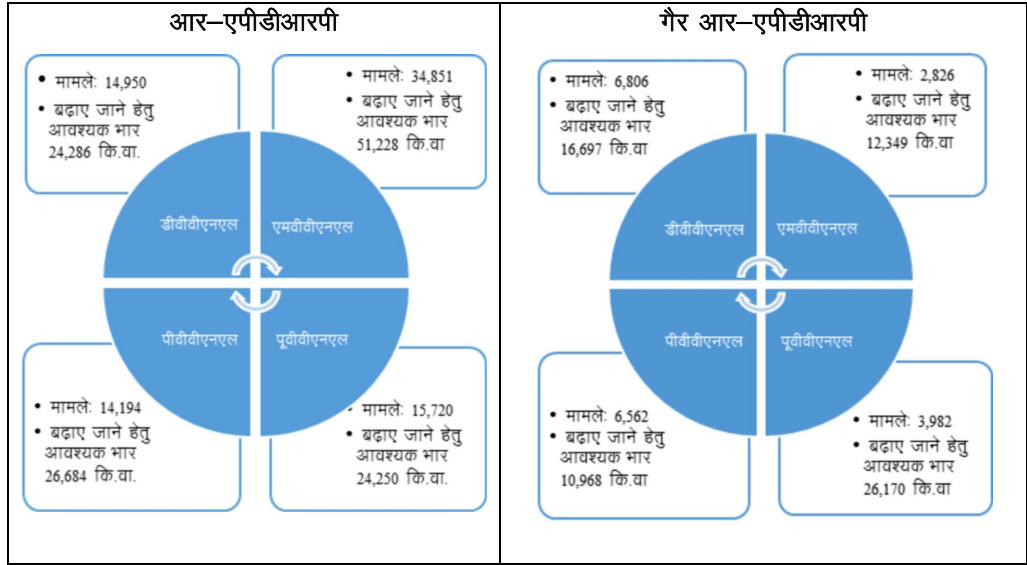 आर–एपीडीआरपी
• मामलेः 14,950
• बढ़ाए जाने हेतु
आवश्यक भार
24,286 कि.वा.
• मामलेः 34,851
• बढ़ाए जाने हेतु
आवश्यक भार
51,228 कि.वा
डीवीवीएनएल
एमवीवीएनएल
पीवीवीएनएल
पूवीवीएनएल
• मामलेः 14,194
• बढ़ाए जाने हेतु
आवश्यक भार
26,684 कि.वा.
• मामलेः 15,720
• बढ़ाए जाने हेतु
आवश्यक भार
24,250 कि.वा.
गैर आर–एपीडीआरपी
• मामलेः 6,806
• बढ़ाए जाने हेतु
आवश्यक भार
16,697 कि.वा
• मामलेः 2,826
• बढ़ाए जाने हेतु
आवश्यक भार
12,349 कि.वा
डीवीवीएनएल
एमवीवीएनएल
पीवीवीएनएल
पूवीवीएनएल
• मामलेः 6,562
• बढ़ाए जाने हेतु
आवश्यक भार
10,968 कि.वा
• मामलेः 3,982
• बढ़ाए जाने हेतु
आवश्यक भार
26,170 कि.वा